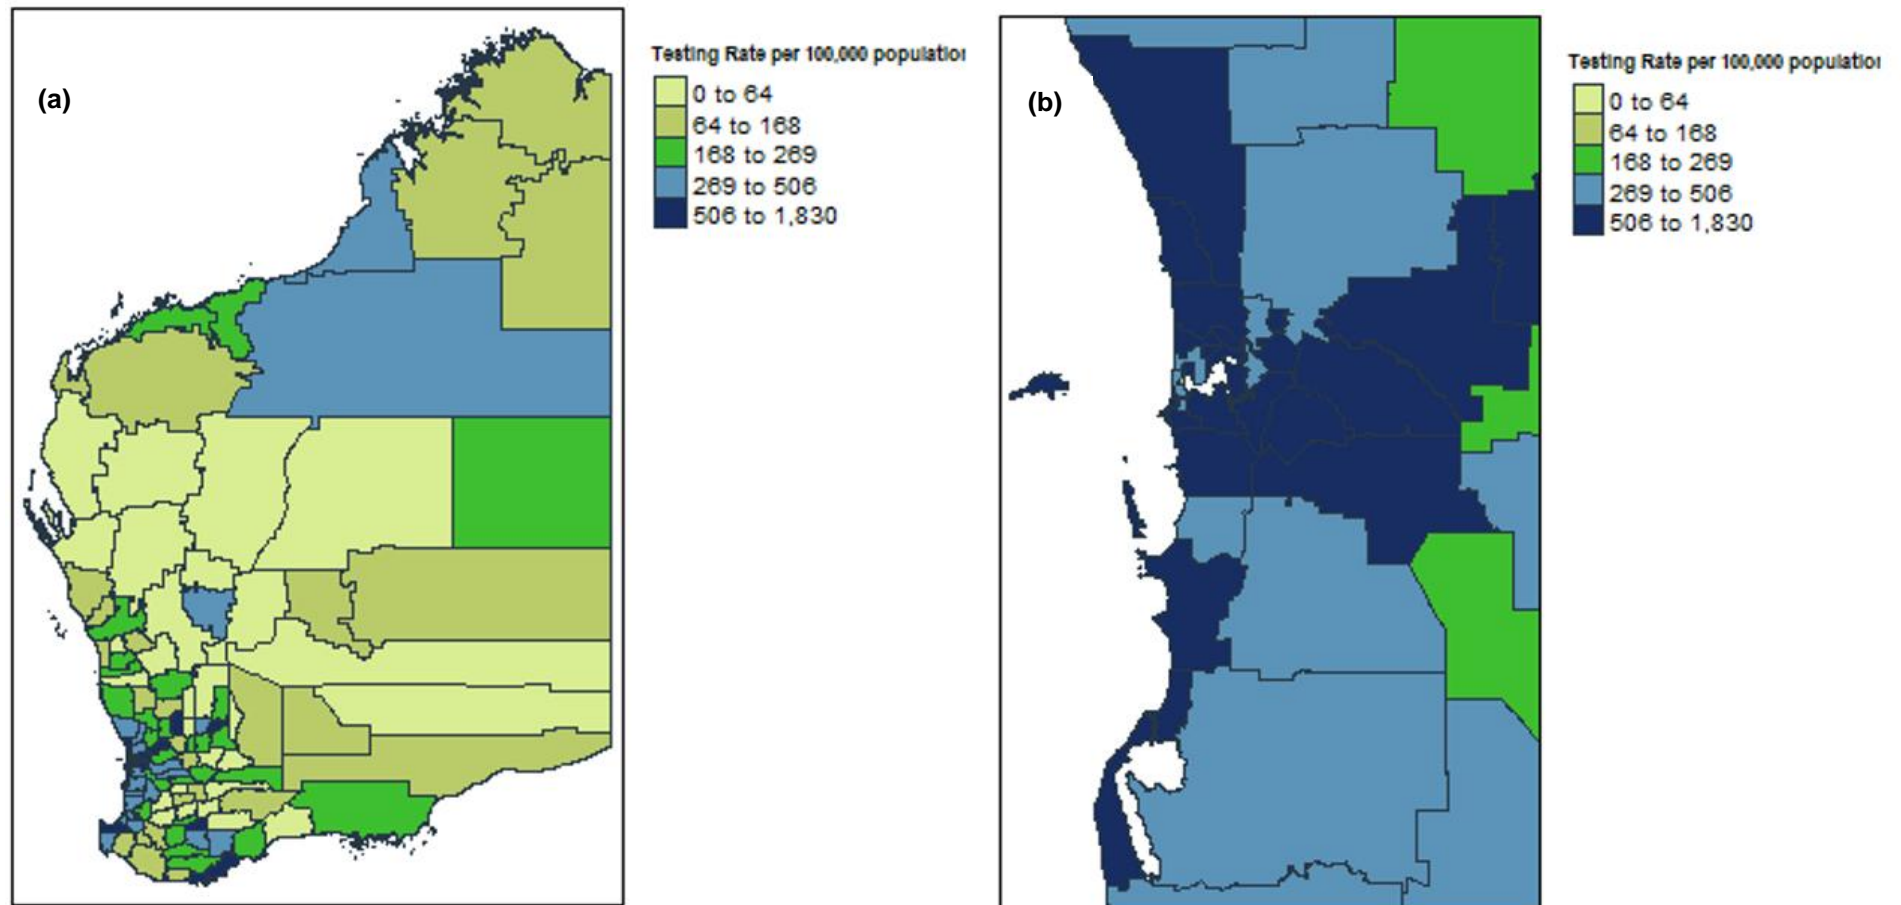 (a)
Testing Rate per 100,000 population
0 to 64
64 to 168
168 to 269
269 to 506
506 to 1,830
(b)
Testing Rate per 100,000 population
0 to 64
64 to 168
168 to 269
269 to 506
506 to 1,830